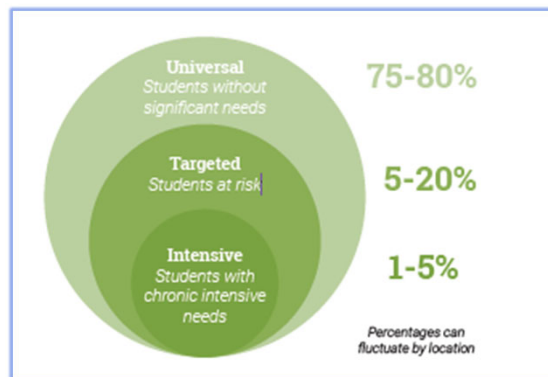 Universal
Students without
significant needs
75-80%
Targeted
Students at risk
5-20%
Intensive
Students with
chronic intensive
needs
1-5%
Percentages can
fluctuate by location